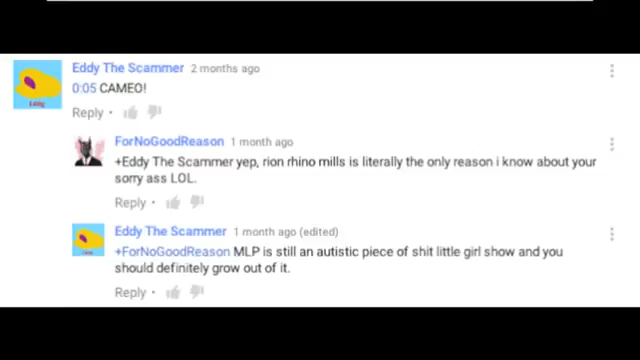 Eddy The Scammer 2 months ago
0:05 CAMEO!
Reply •
ForNoGoodReason 1 month ago
+Eddy The Scammer yep, rion rhino mills is literally the only reason i know about your
sorry ass LOL.
Reply •
Eddy The Scammer 1 month ago (edited)
+ForNoGoodReason MLP is still an autistic piece of shit little girl show and you
should definitely grow out of it.
Reply •